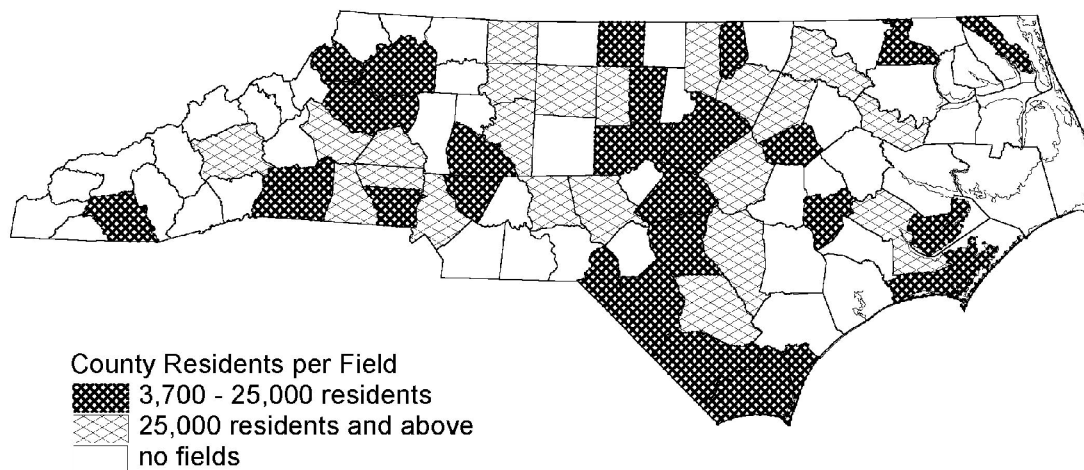 County Residents per Field
3,700 - 25,000 residents
25,000 residents and above
no fields